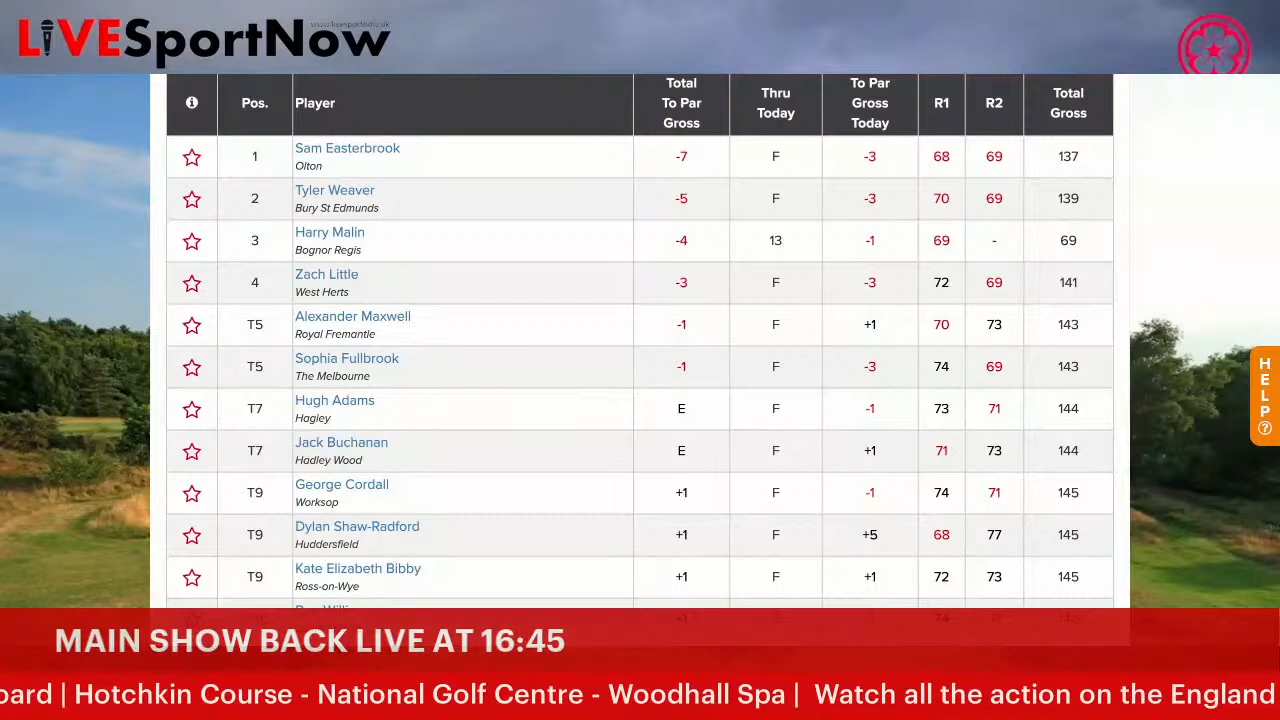 LiVESportNow
www.livesportnow.uk
Pos. Player Total To Par Gross Thru Today To Par Gross Today R1 R2 Total Gross
1 Sam Easterbrook -7 F -3 68 69 137
Olton
2 Tyler Weaver -5 F -3 70 69 139
Bury St Edmunds
3 Harry Malin -4 13 -1 69 - 69
Bognor Regis
4 Zach Little -3 F -3 72 69 141
West Herts
T5 Alexander Maxwell -1 F +1 70 73 143
Royal Fremantle
T5 Sophia Fullbrook -1 F -3 74 69 143
The Melbourne
T7 Hugh Adams E F -1 73 71 144
Hagley
T7 Jack Buchanan E F +1 71 73 144
Hadley Wood
T9 George Cordall +1 F -1 74 71 145
Worksop
T9 Dylan Shaw-Radford +1 F +5 68 77 145
Huddersfield
T9 Kate Elizabeth Bibby +1 F +1 72 73 145
Ross-on-Wye
HELP?
MAIN SHOW BACK LIVE AT 16:45
oard | Hotchkin Course - National Golf Centre - Woodhall Spa | Watch all the action on the England